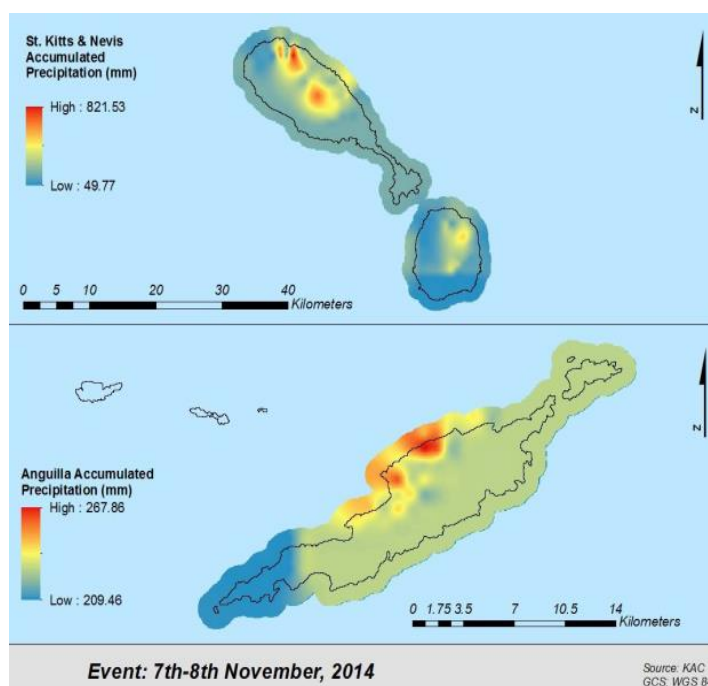 St. Kitts & Nevis
Accumulated
Precipitation (mm)
High : 821.53
Low : 49.77
N
0 5 10 20 30 40
Kilometers
Anguilla Accumulated
Precipitation (mm)
High : 267.86
Low : 209.46
N
0 1.75 3.5 7 10.5 14
Kilometers
Event: 7th-8th November, 2014
Source: KAC
GCS: WGS